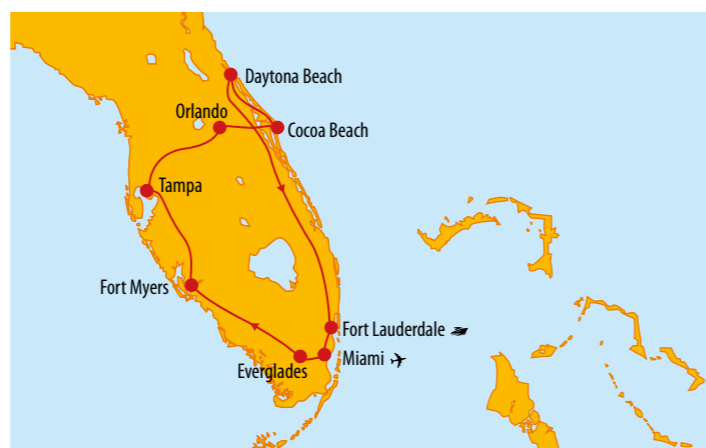 Daytona Beach
Orlando
Cocoa Beach
Tampa
Fort Myers
Fort Lauderdale
Miami
Everglades